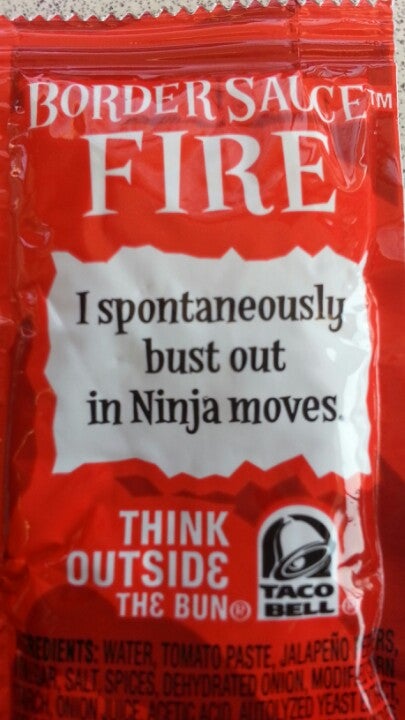 BORDER SAUCE™
FIRE
I spontaneously
bust out
in Ninja moves.
THINK
OUTSIDE
THE BUN®
TACO
BELL®
WATER, TOMATO PASTE, JALAPEÑO
SALT, SPICES, DEHYDRATED ONION,
ONION JUICE, ACETIC ACID, AUTOLYZED YEAST